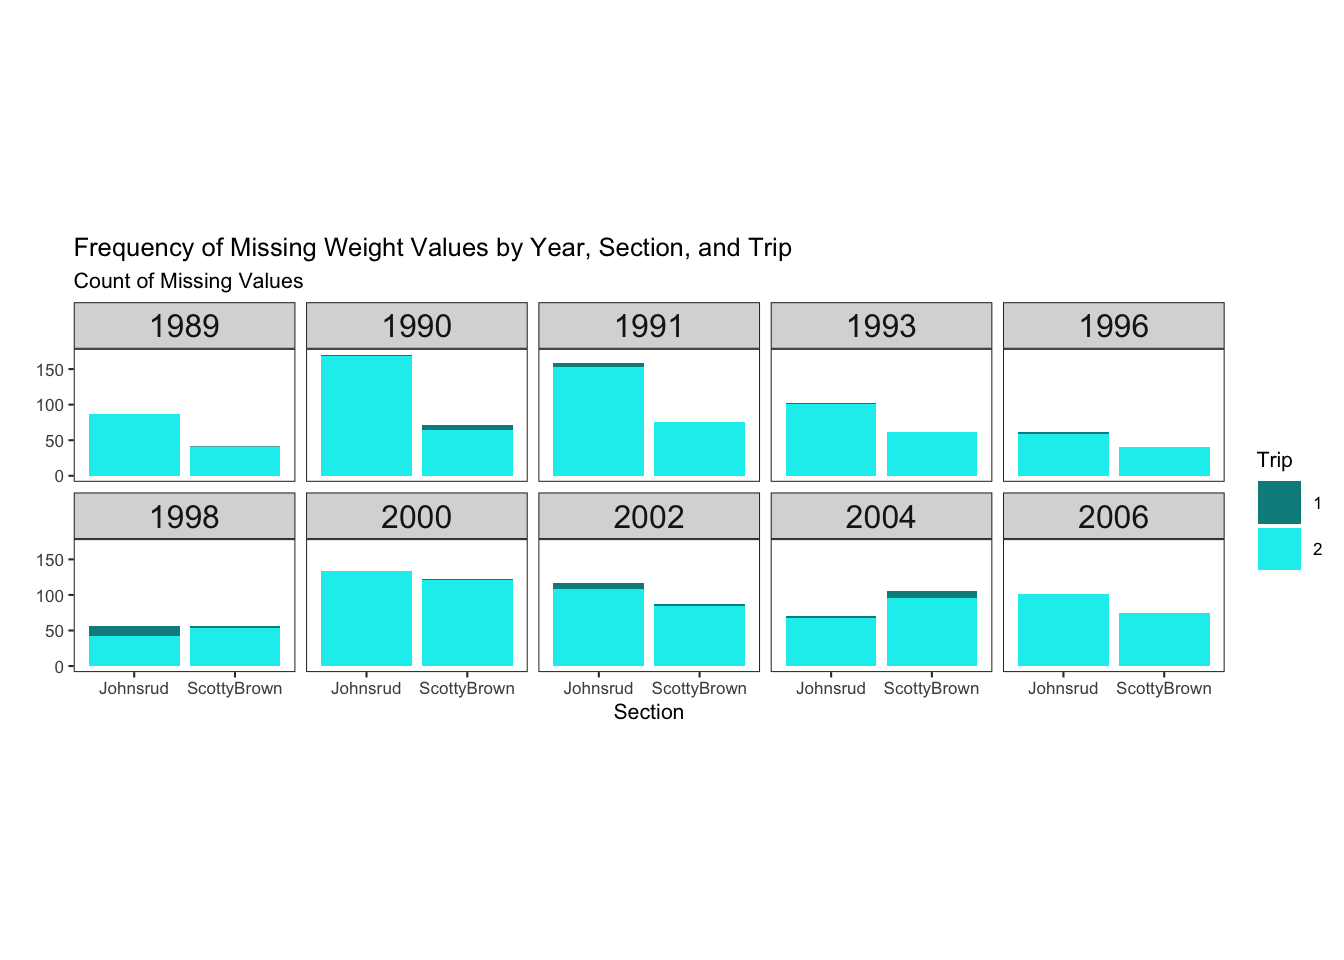 Frequency of Missing Weight Values by Year, Section, and Trip
Count of Missing Values
1989 1990 1991 1993 1996
150
100
50
0
1998 2000 2002 2004 2006
150
100
50
0
Johnsrud ScottyBrown Johnsrud ScottyBrown Johnsrud ScottyBrown Johnsrud ScottyBrown Johnsrud ScottyBrown
Section
Trip
1
2